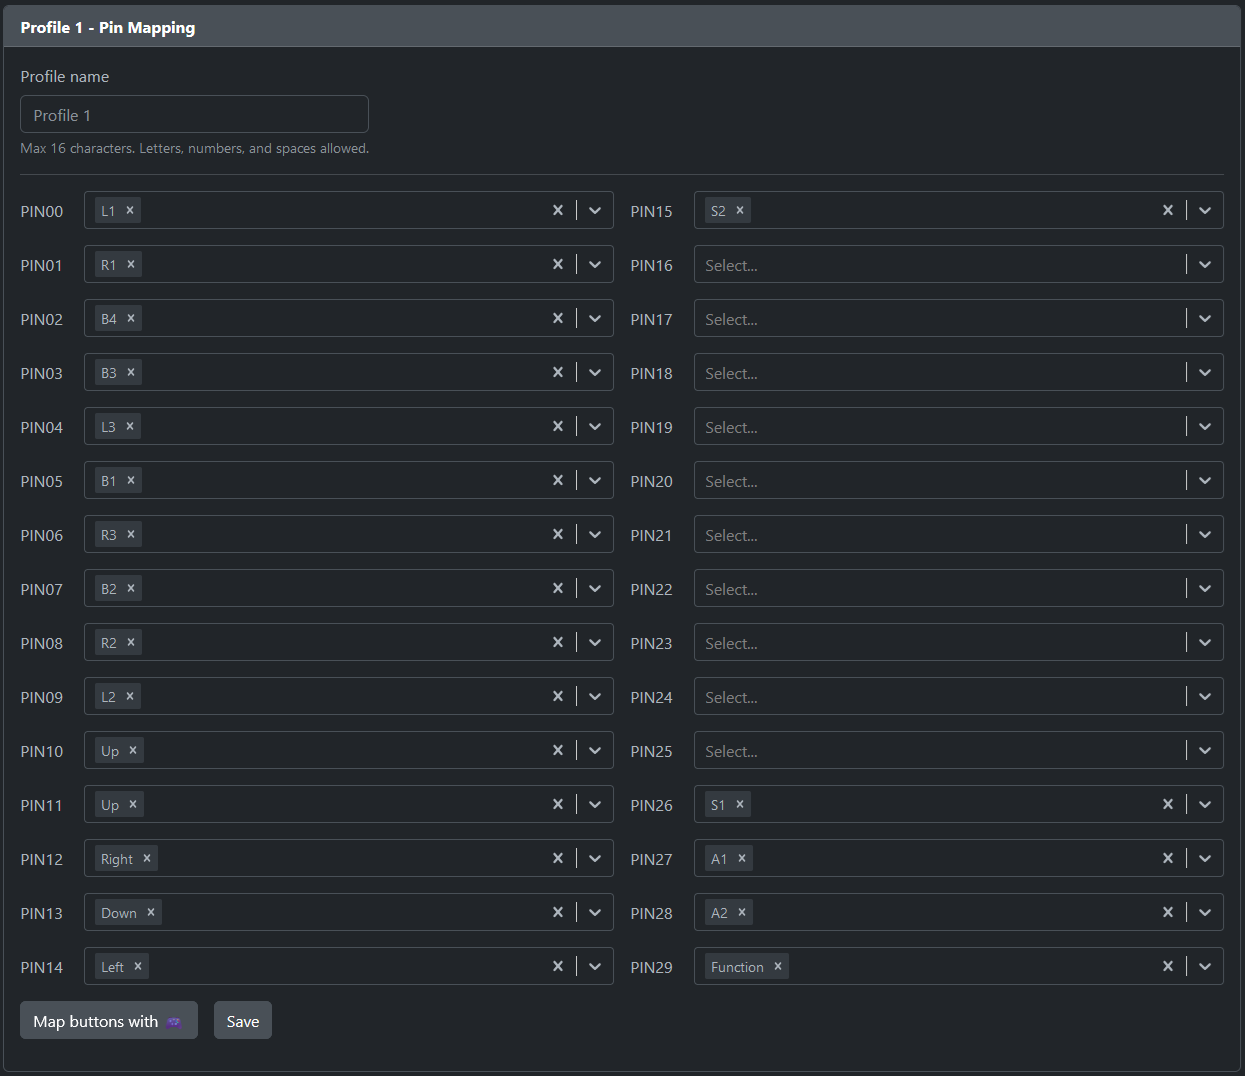 Profile 1 - Pin Mapping
Profile name
Profile 1
Max 16 characters. Letters, numbers, and spaces allowed.
PIN00 L1
PIN01 R1
PIN02 B4
PIN03 B3
PIN04 L3
PIN05 B1
PIN06 R3
PIN07 B2
PIN08 R2
PIN09 L2
PIN10 Up
PIN11 Up
PIN12 Right
PIN13 Down
PIN14 Left
PIN15 S2
PIN16 Select...
PIN17 Select...
PIN18 Select...
PIN19 Select...
PIN20 Select...
PIN21 Select...
PIN22 Select...
PIN23 Select...
PIN24 Select...
PIN25 Select...
PIN26 S1
PIN27 A1
PIN28 A2
PIN29 Function
Map buttons with
Save